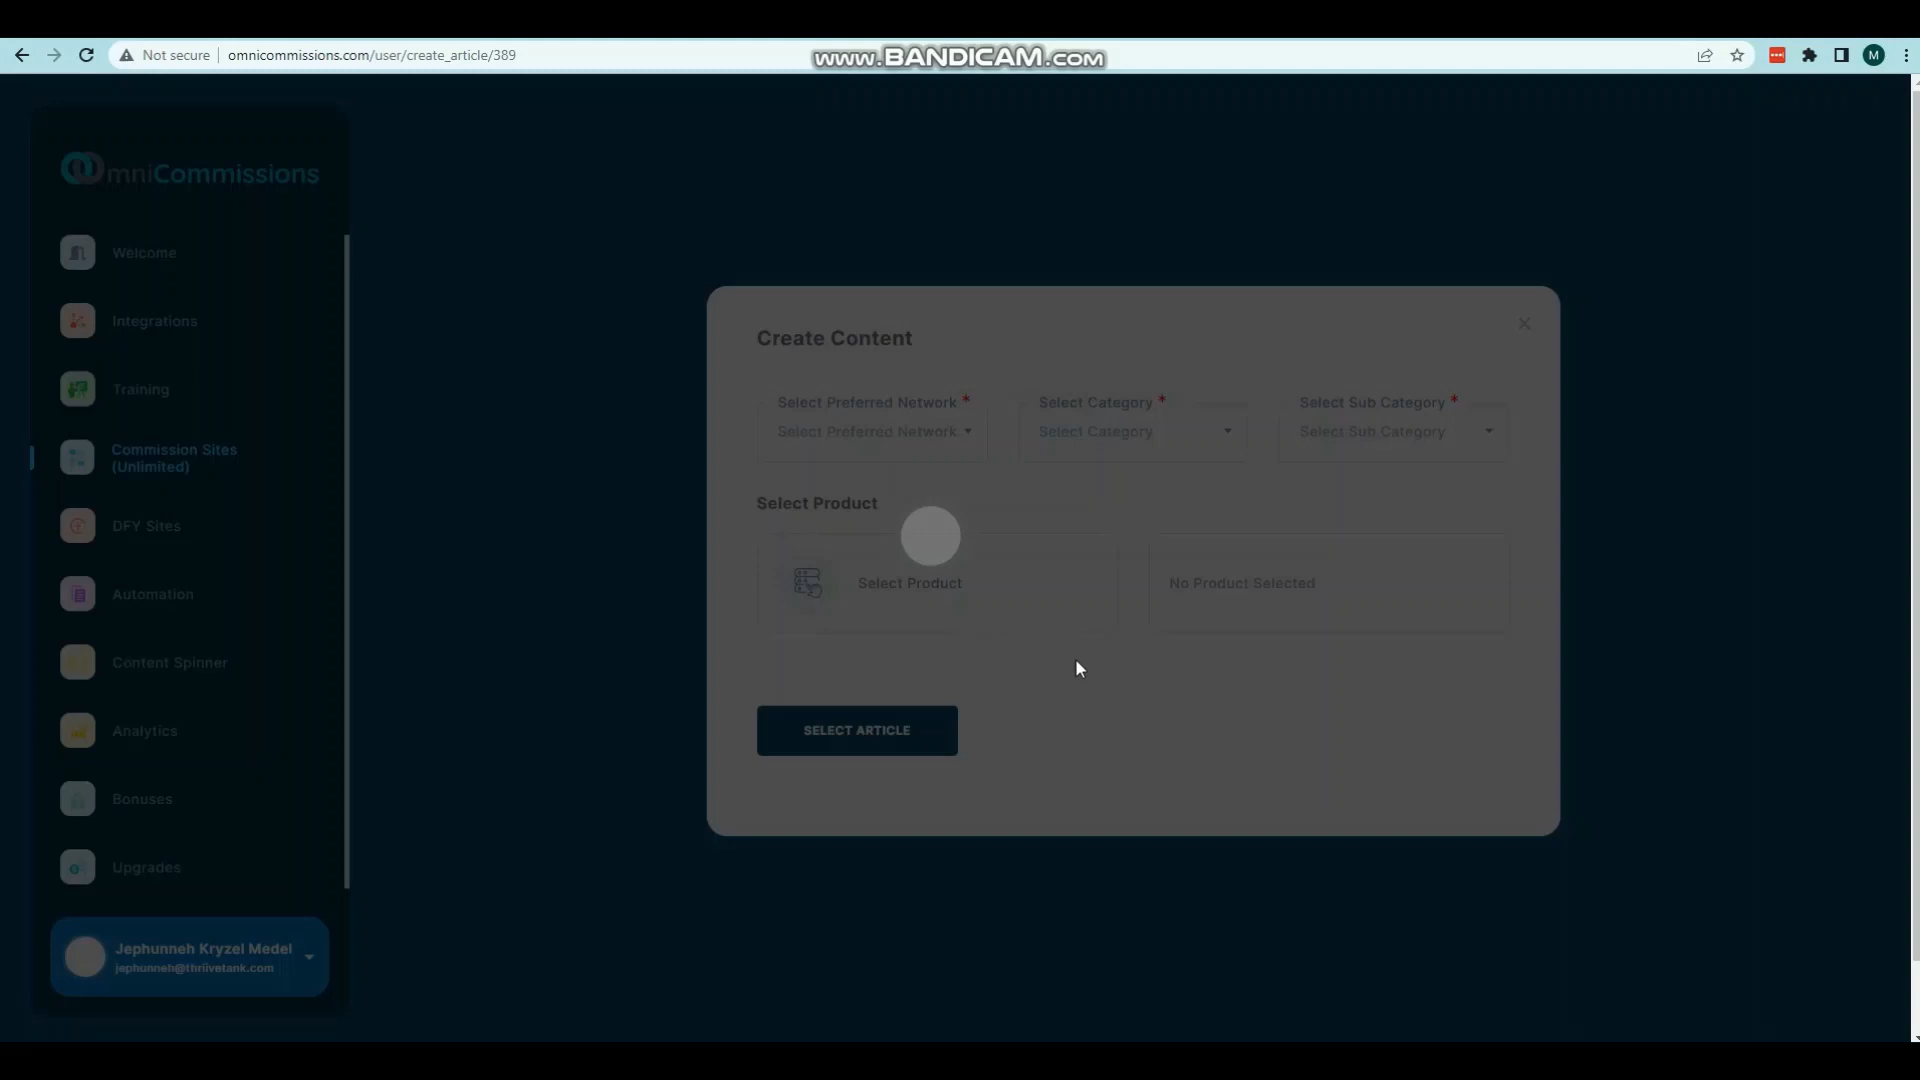 Not secure
omnicommissions.com/user/create_article/389
www.BANDICAM.com
M
OmniCommissions
Welcome
Integrations
Training
Commission Sites
(Unlimited)
DFY Sites
Automation
Content Spinner
Analytics
Bonuses
Upgrades
Jephunneh Kryzel Medel
jephunneh@thriivetank.com
Create Content
Select Preferred Network *
Select Category *
Select Sub Category *
Select Preferred Network
Select Category
Select Sub Category
Select Product
Select Product
No Product Selected
SELECT ARTICLE